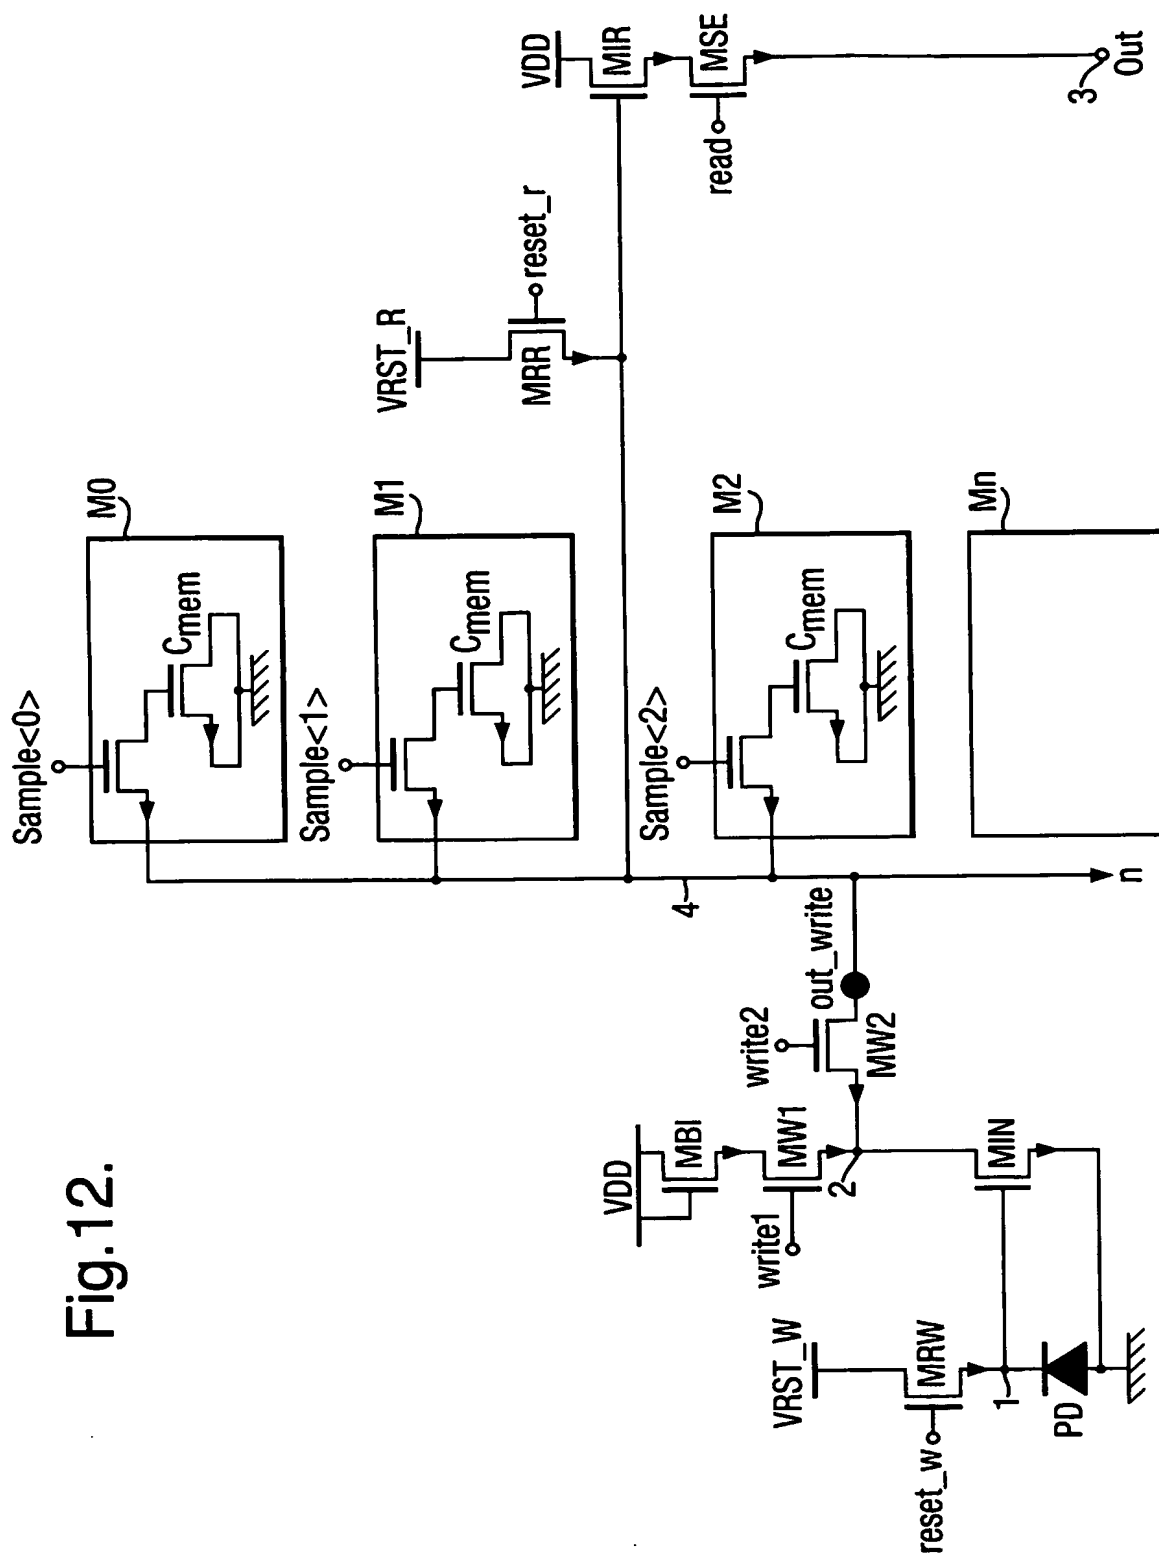 Fig.12.
VRST_W
reset_w
MRW
1
PD
VDD
MBI
write1
MW1
2
MIN
write2
MW2
out_write
4
n
Sample<0>
Cmem
M0
Sample<1>
Cmem
M1
Sample<2>
Cmem
M2
Mn
VRST_R
MRR
reset_r
VDD
MIR
read
MSE
3
Out